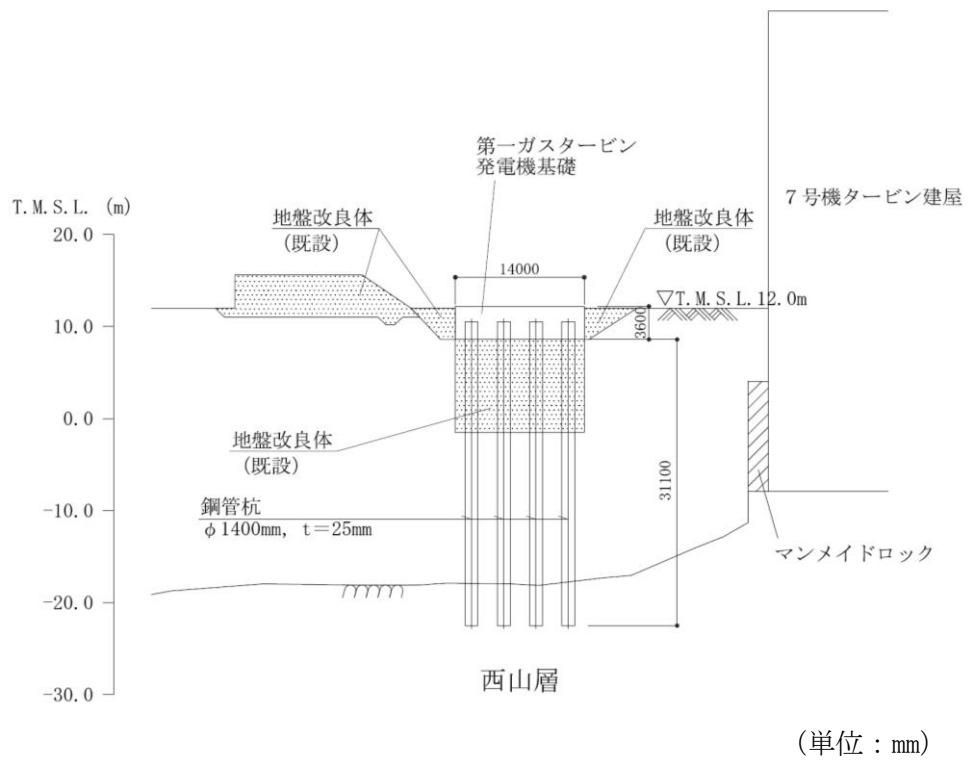 第一ガスタービン
発電機基礎
7号機タービン建屋
T.M.S.L. (m)
地盤改良体
(既設)
地盤改良体
(既設)
20.0
14000
▽T.M.S.L.12.0m
10.0
3600
0.0
地盤改良体
(既設)
31100
鋼管杭
φ1400mm, t=25mm
-10.0
マンメイドロック
-20.0
西山層
-30.0
(単位：mm)